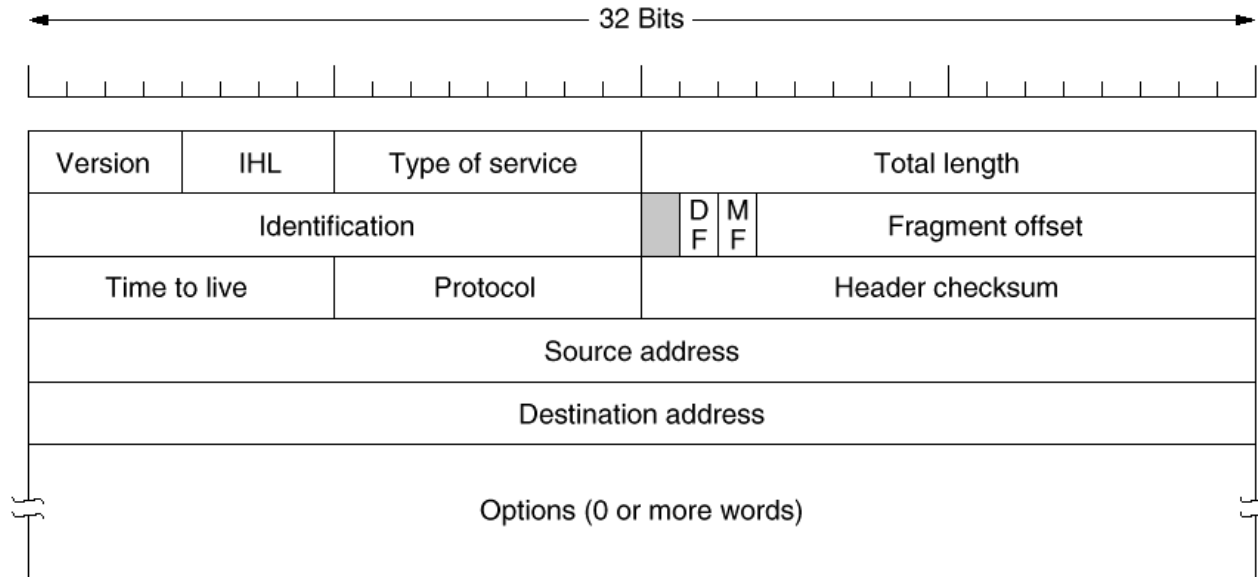 32 Bits
Version IHL Type of service Total length
Identification D F M F Fragment offset
Time to live Protocol Header checksum
Source address
Destination address
Options (0 or more words)